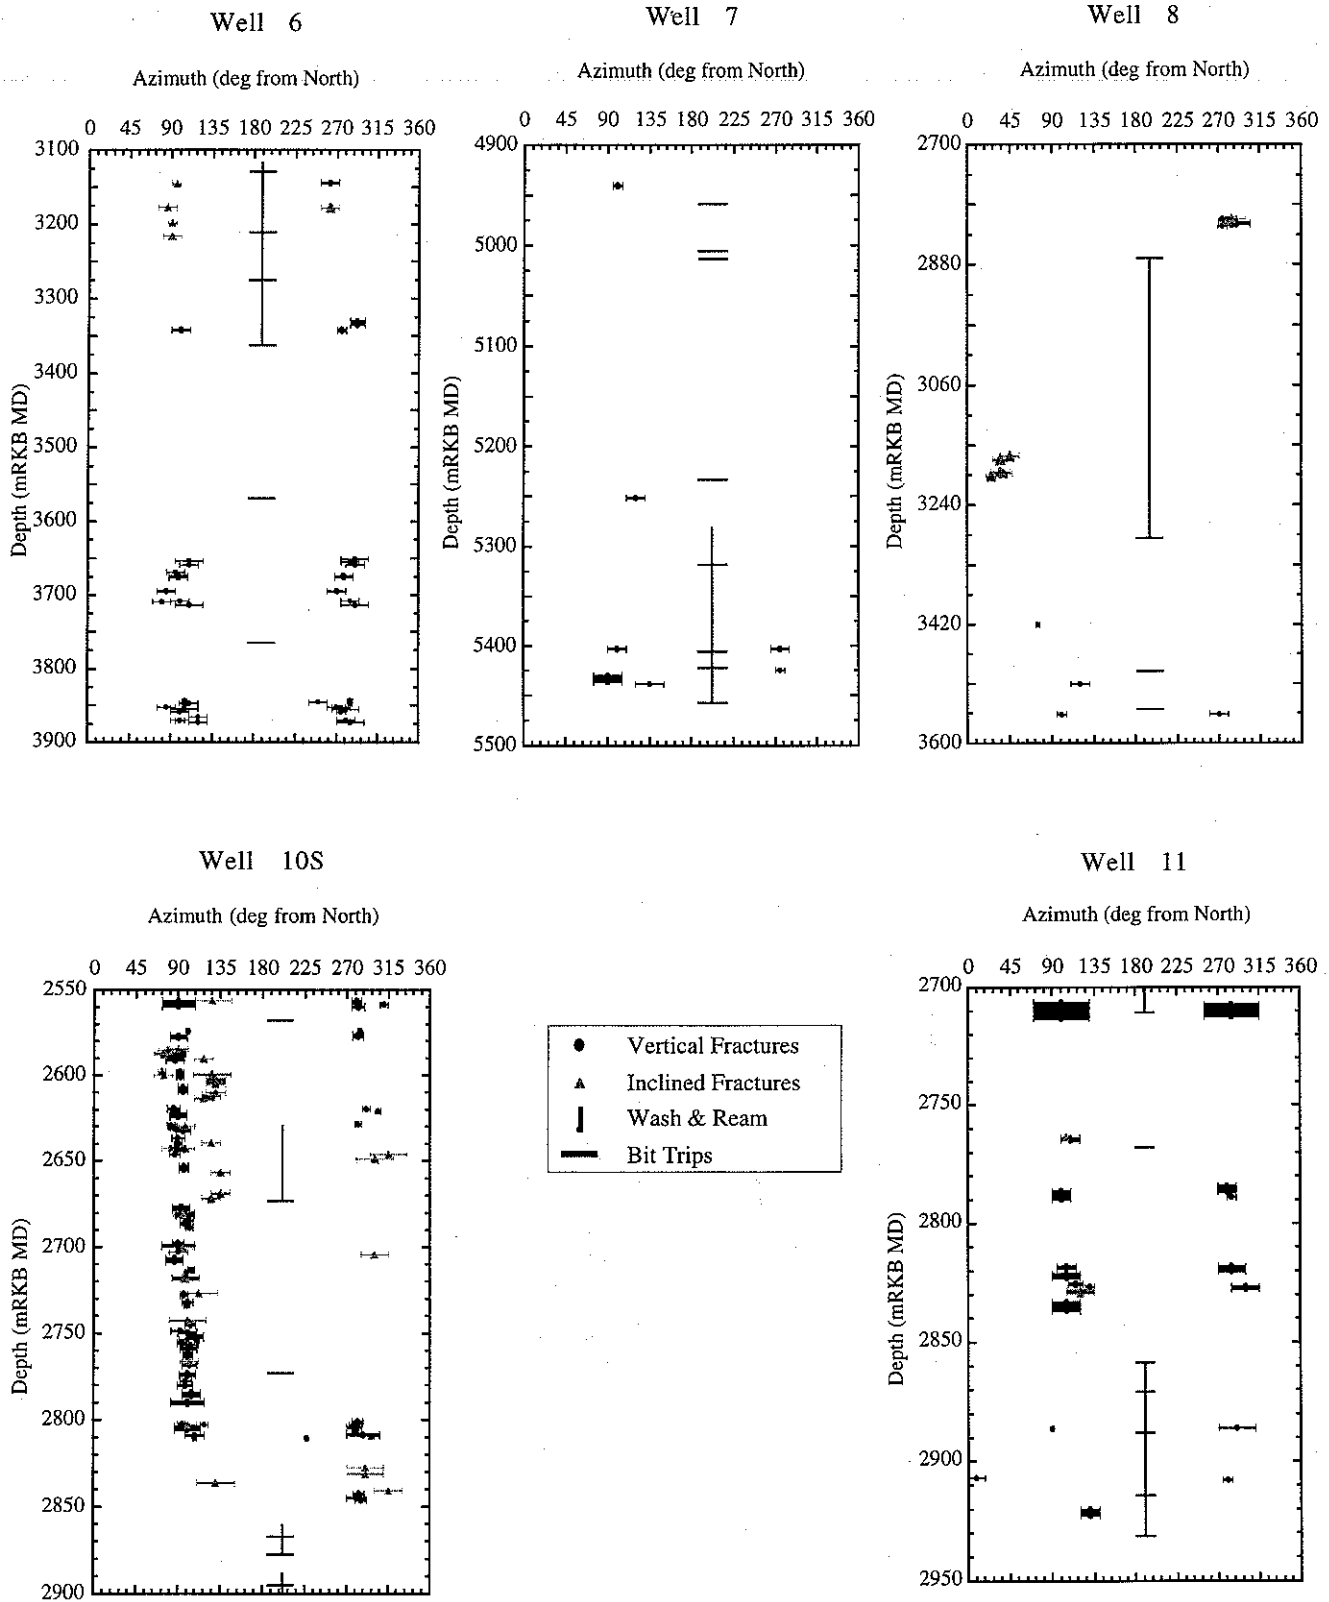 Well 6
Azimuth (deg from North)
0 45 90 135 180 225 270 315 360
3100
3200
3300
3400
3500
3600
3700
3800
3900
Depth (mRKB MD)
Well 7
Azimuth (deg from North)
0 45 90 135 180 225 270 315 360
4900
5000
5100
5200
5300
5400
5500
Depth (mRKB MD)
Well 8
Azimuth (deg from North)
0 45 90 135 180 225 270 315 360
2700
2880
3060
3240
3420
3600
Depth (mRKB MD)
Well 10S
Azimuth (deg from North)
0 45 90 135 180 225 270 315 360
2550
2600
2650
2700
2750
2800
2850
2900
Depth (mRKB MD)
Vertical Fractures
Inclined Fractures
Wash & Ream
Bit Trips
Well 11
Azimuth (deg from North)
0 45 90 135 180 225 270 315 360
2700
2750
2800
2850
2900
2950
Depth (mRKB MD)